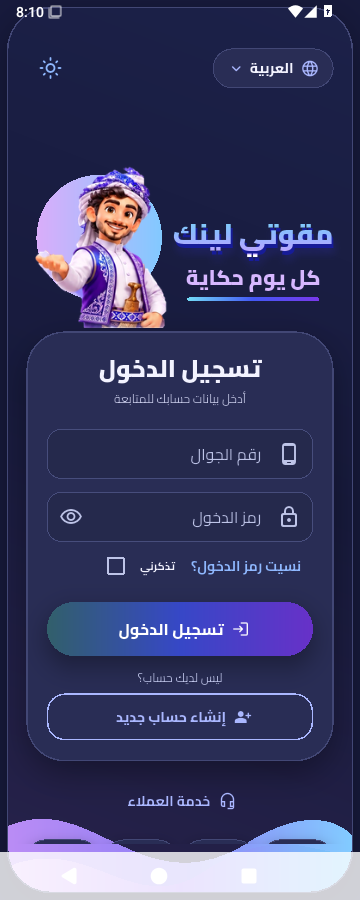 8:10
العربية
مقوتي لينك
كل يوم حكاية
تسجيل الدخول
أدخل بيانات حسابك للمتابعة
رقم الجوال
رمز الدخول
نسيت رمز الدخول؟ تذكرني
تسجيل الدخول
ليس لديك حساب؟
إنشاء حساب جديد
خدمة العملاء